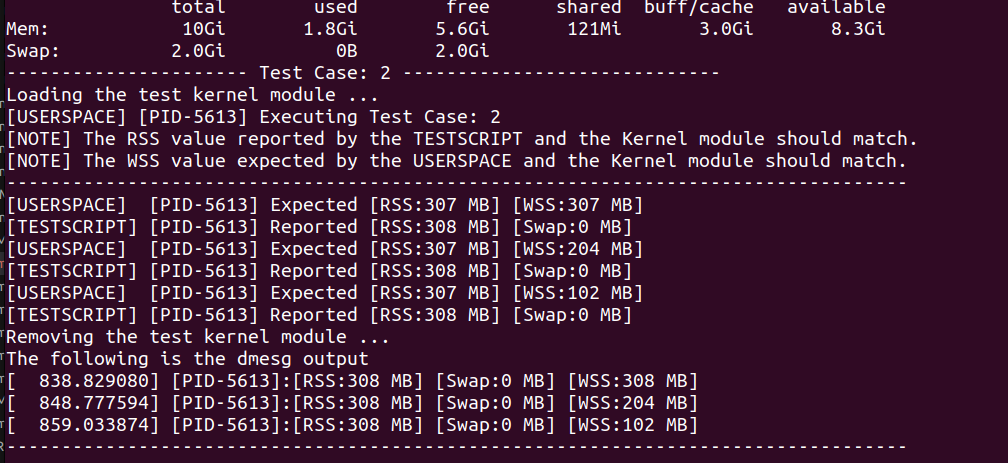 total used free shared buff/cache available
Mem: 10Gi 1.8Gi 5.6Gi 121Mi 3.0Gi 8.3Gi
Swap: 2.0Gi 0B 2.0Gi
---------------------- Test Case: 2 -----------------------------
Loading the test kernel module ...
[USERSPACE] [PID-5613] Executing Test Case: 2
[NOTE] The RSS value reported by the TESTSCRIPT and the Kernel module should match.
[NOTE] The WSS value expected by the USERSPACE and the Kernel module should match.
----------------------------------------------------------------------------------
[USERSPACE]  [PID-5613] Expected [RSS:307 MB] [WSS:307 MB]
[TESTSCRIPT] [PID-5613] Reported [RSS:308 MB] [Swap:0 MB]
[USERSPACE]  [PID-5613] Expected [RSS:307 MB] [WSS:204 MB]
[TESTSCRIPT] [PID-5613] Reported [RSS:308 MB] [Swap:0 MB]
[USERSPACE]  [PID-5613] Expected [RSS:307 MB] [WSS:102 MB]
[TESTSCRIPT] [PID-5613] Reported [RSS:308 MB] [Swap:0 MB]
Removing the test kernel module ...
The following is the dmesg output
[  838.829080] [PID-5613]:[RSS:308 MB] [Swap:0 MB] [WSS:308 MB]
[  848.777594] [PID-5613]:[RSS:308 MB] [Swap:0 MB] [WSS:204 MB]
[  859.033874] [PID-5613]:[RSS:308 MB] [Swap:0 MB] [WSS:102 MB]
----------------------------------------------------------------------------------